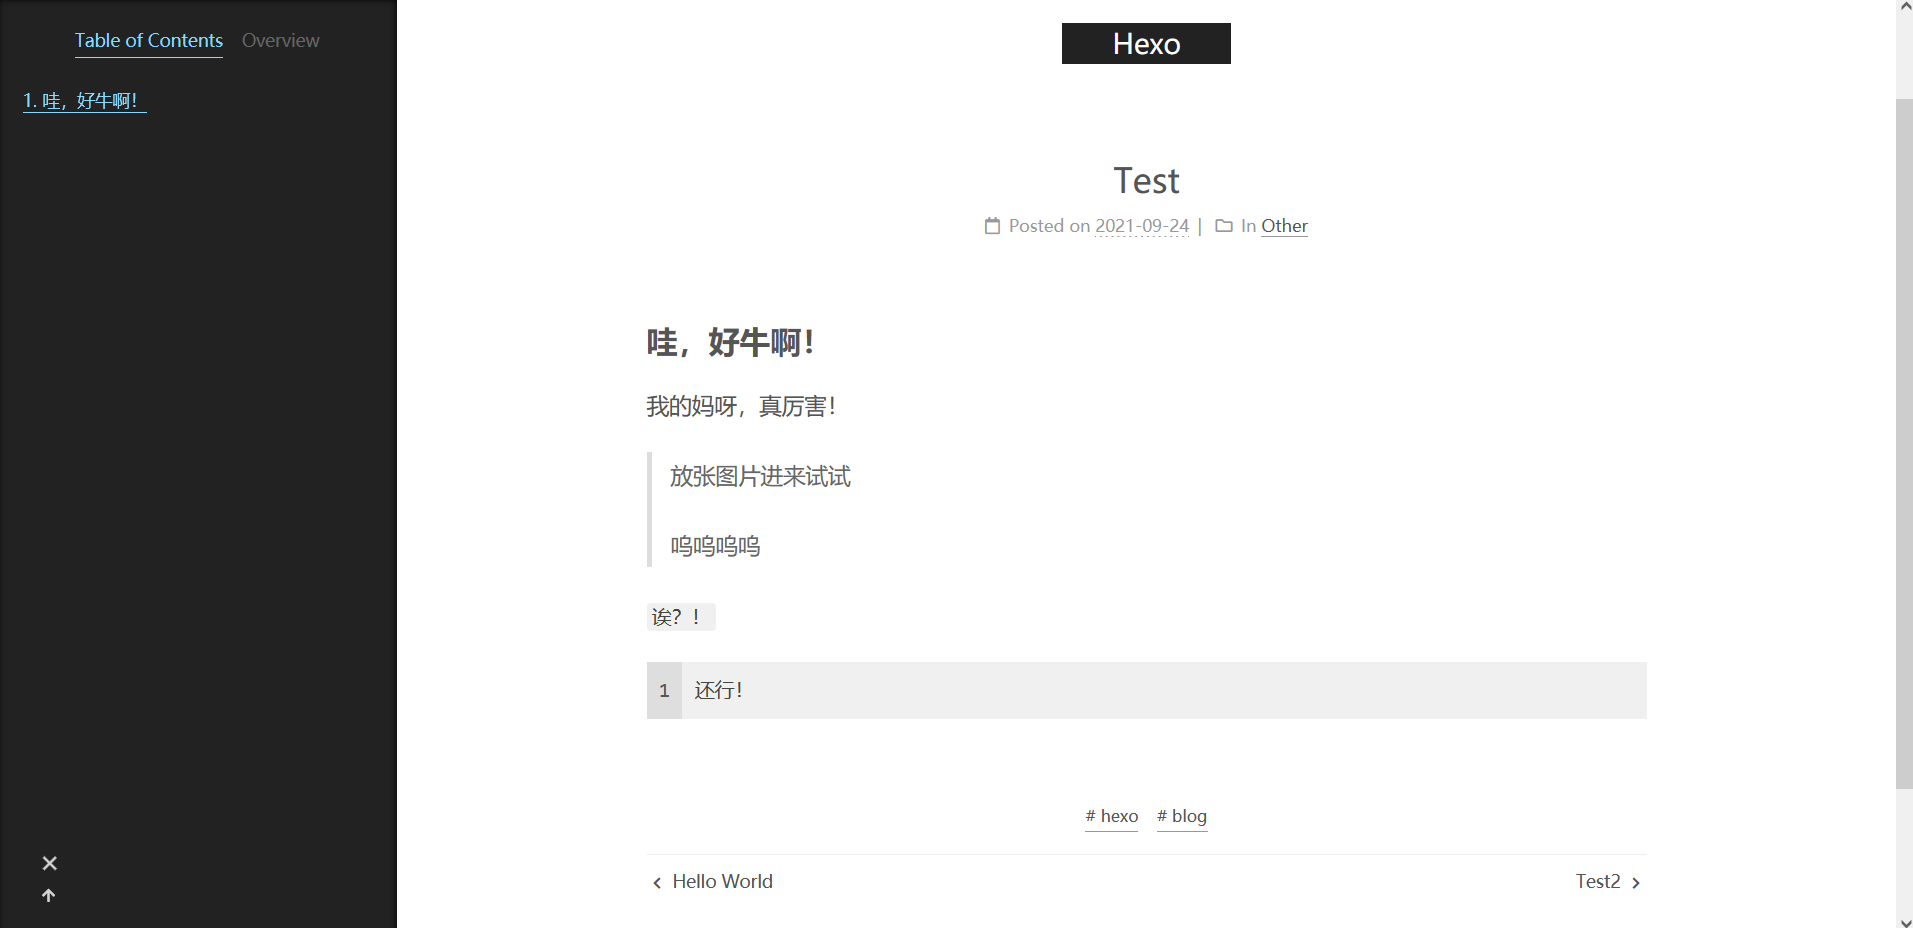 Table of Contents Overview
1. 哇，好牛啊！
Hexo
Test
Posted on 2021-09-24 | In Other
哇，好牛啊！
我的妈呀，真厉害！
放张图片进来试试
呜呜呜呜
诶？！
1 还行！
# hexo # blog
Hello World Test2